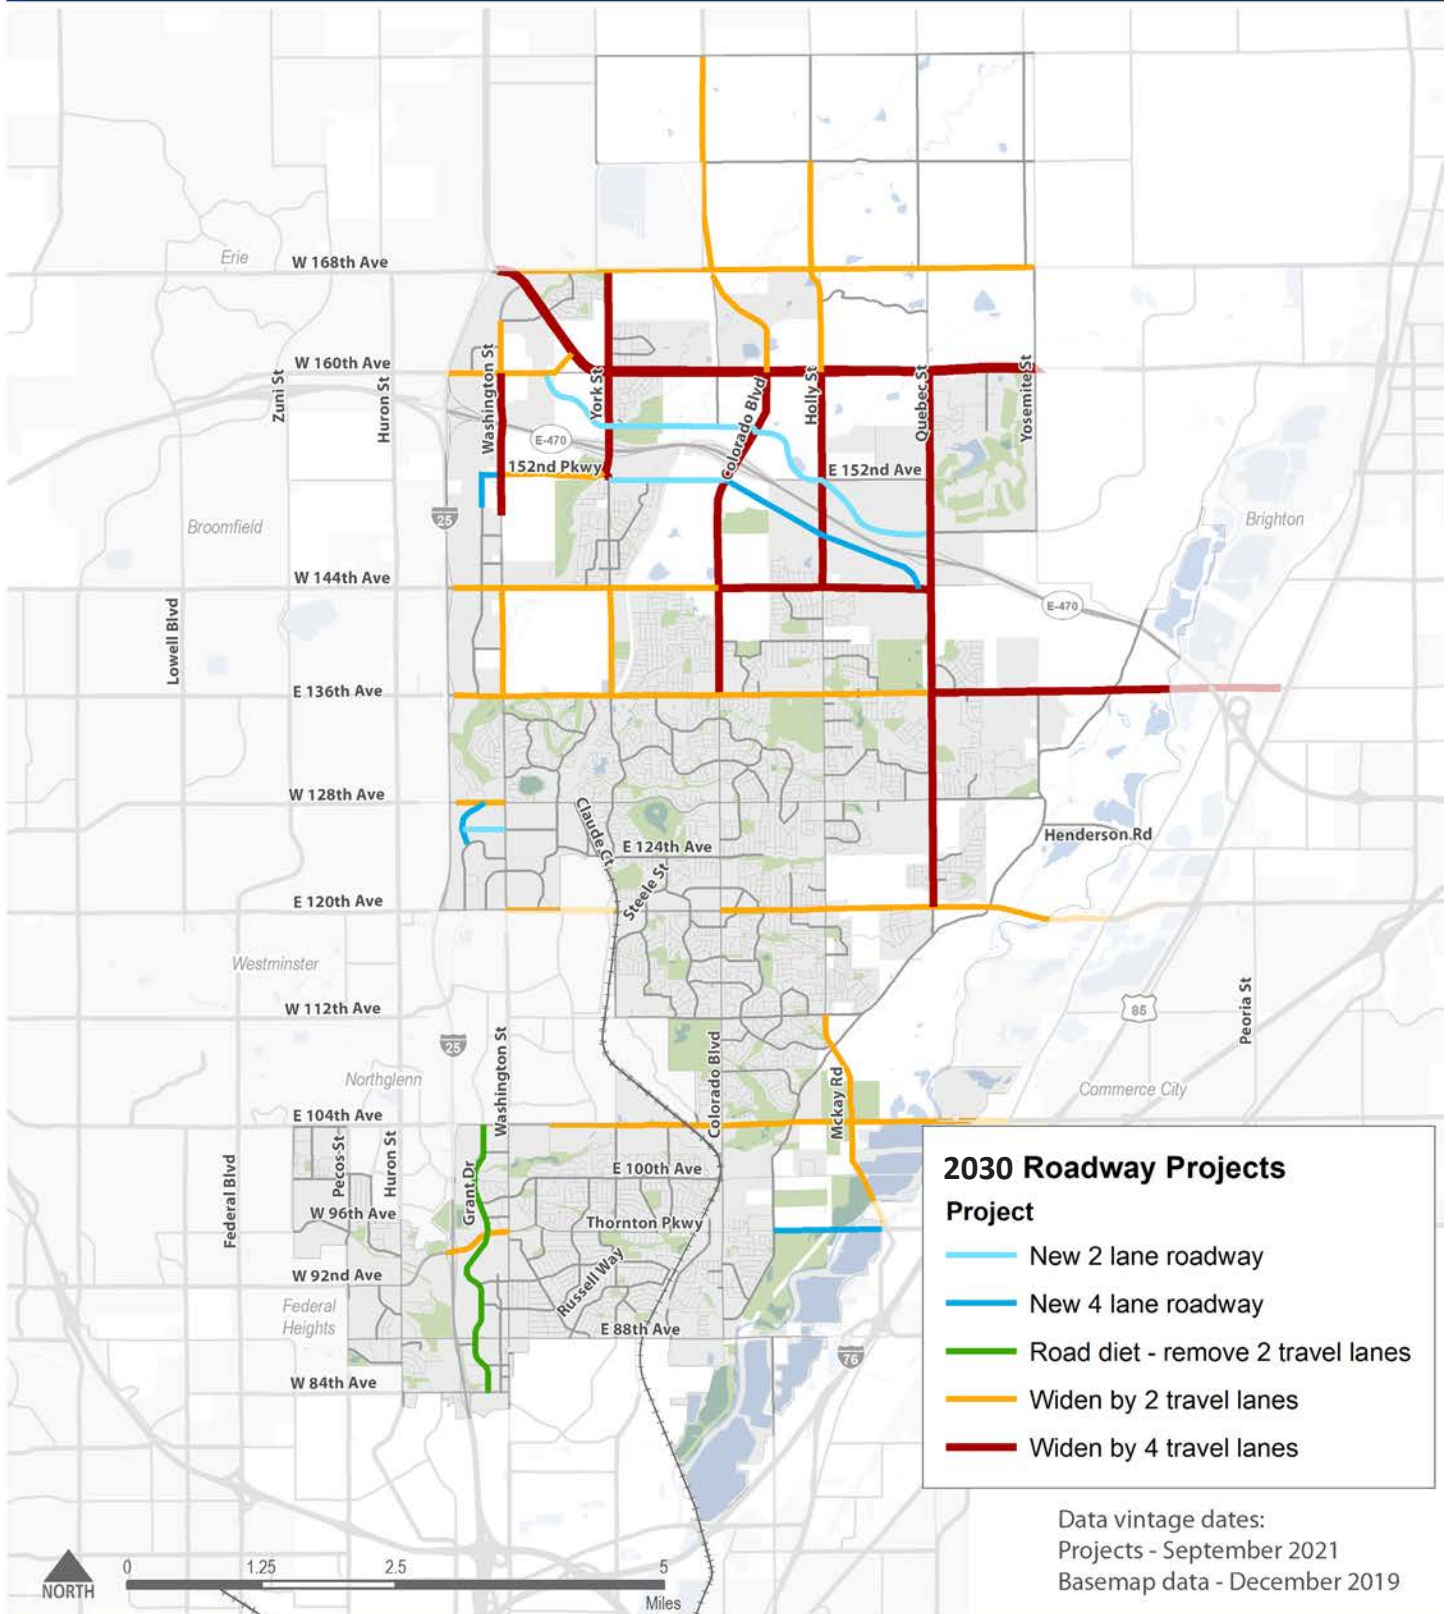 Erie
W 168th Ave
W 160th Ave
Zuni St
Huron St
Washington St
York St
Colorado Blvd
Holly St
Quebec St
Yosemite St
E-470
152nd Pkwy
E 152nd Ave
25
Broomfield
Brighton
W 144th Ave
E-470
Lowell Blvd
E 136th Ave
W 128th Ave
Claude Ct
E 124th Ave
Henderson Rd
Steele St
E 120th Ave
Westminster
W 112th Ave
85
Peoria St
25
Washington St
Colorado Blvd
Northglenn
Mckay Rd
Commerce City
E 104th Ave
Federal Blvd
Pecos St
Huron St
Grant Dr
E 100th Ave
W 96th Ave
Thornton Pkwy
W 92nd Ave
Russell Way
Federal
Heights
E 88th Ave
76
W 84th Ave
2030 Roadway Projects
Project
New 2 lane roadway
New 4 lane roadway
Road diet - remove 2 travel lanes
Widen by 2 travel lanes
Widen by 4 travel lanes
Data vintage dates:
Projects - September 2021
Basemap data - December 2019
NORTH
0 1.25 2.5 5
Miles